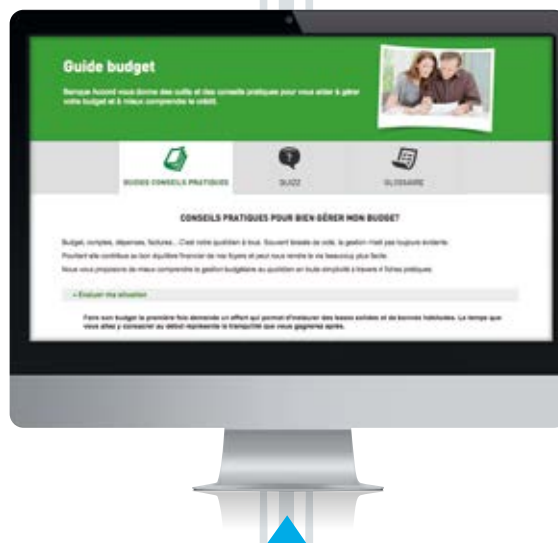 Guide budget
Banque Accord vous donne des outils et des conseils pratiques pour vous aider à gérer
votre budget et à mieux comprendre le crédit.
GUIDES CONSEILS PRATIQUES
QUIZZ
GLOSSAIRE
CONSEILS PRATIQUES POUR BIEN GÉRER MON BUDGET
Budget, comptes, dépenses, factures... C'est notre quotidien à tous. Souvent laissée de côté, la gestion n'est pas toujours évidente.
Pourtant elle contribue au bon équilibre financier de nos foyers et peut nous rendre la vie beaucoup plus facile.
Nous vous proposons de mieux comprendre la gestion budgétaire au quotidien en toute simplicité à travers 4 fiches pratiques.
Evaluer ma situation
Faire son budget la première fois demande un effort qui permet d'instaurer des bases solides et de bonnes habitudes. Le temps que
vous allez y consacrer au début représente la tranquilité que vous gagnerez après.